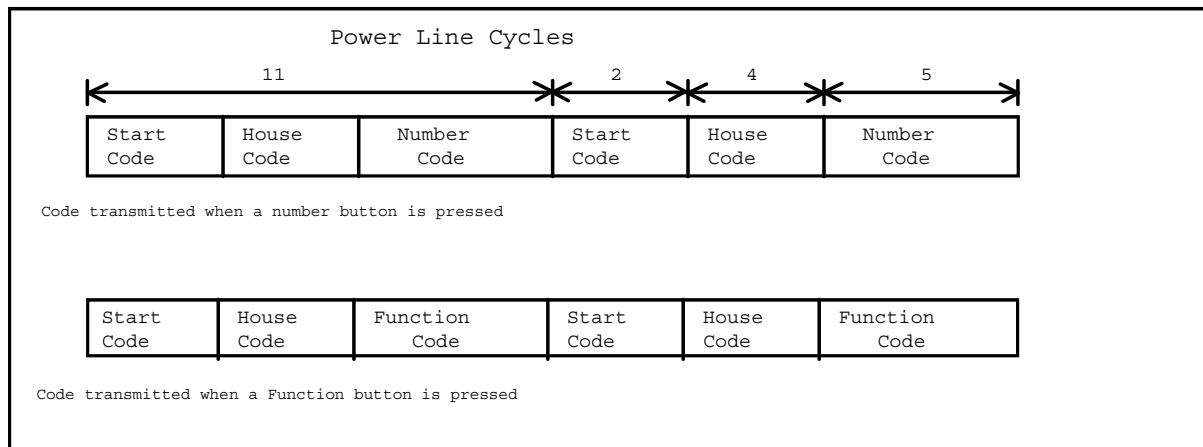 Power Line Cycles
11 2 4 5
Start House Number Start House Number
Code Code Code Code Code Code
Code transmitted when a number button is pressed
Start House Function Start House Function
Code Code Code Code Code Code
Code transmitted when a Function button is pressed